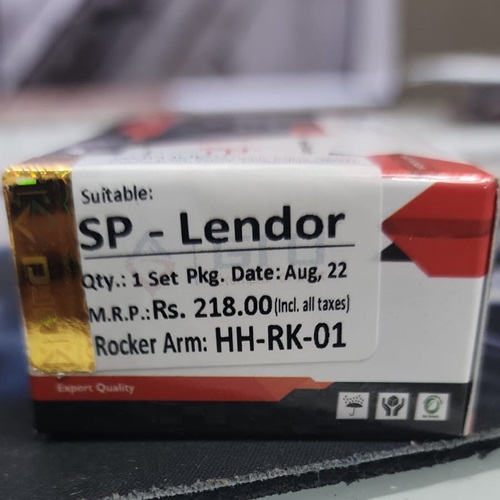 Suitable:
SP - Lendor
Qty.: 1 Set Pkg. Date: Aug, 22
M.R.P.:Rs. 218.00(Incl. all taxes)
Rocker Arm: HH-RK-01
Export Quality